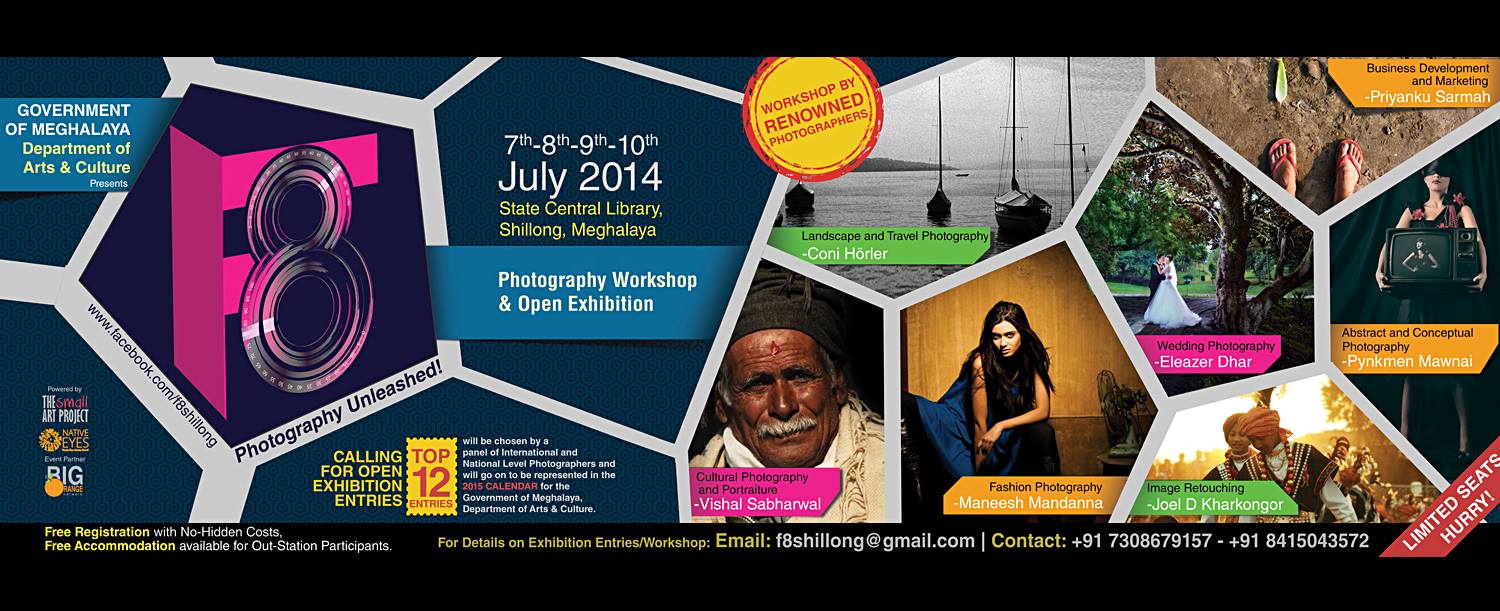 GOVERNMENT
OF MEGHALAYA
Department of
Arts & Culture
Presents
F8
www.facebook.com/f8shillong
Photography Unleashed!
7th-8th-9th-10th
July 2014
State Central Library,
Shillong, Meghalaya
Photography Workshop
& Open Exhibition
WORKSHOP BY
RENOWNED
PHOTOGRAPHERS
Landscape and Travel Photography
-Coni Hörler
Business Development
and Marketing
-Priyanku Sarmah
Wedding Photography
-Eleazer Dhar
Abstract and Conceptual
Photography
-Pynkmen Mawnai
Cultural Photography
and Portraiture
-Vishal Sabharwal
Fashion Photography
-Maneesh Mandanna
Image Retouching
-Joel D Kharkongor
Powered by
THE small
ART PROJECT
NATIVE
EYES
Event Partner
BIG
RANGE
CALLING
FOR OPEN
EXHIBITION
ENTRIES
TOP
12
ENTRIES
will be chosen by a
panel of International and
National Level Photographers and
will go on to be represented in the
2015 CALENDAR for the
Government of Meghalaya,
Department of Arts & Culture.
LIMITED SEATS
HURRY!
Free Registration with No-Hidden Costs,
Free Accommodation available for Out-Station Participants.
For Details on Exhibition Entries/Workshop: Email: f8shillong@gmail.com | Contact: +91 7308679157 - +91 8415043572